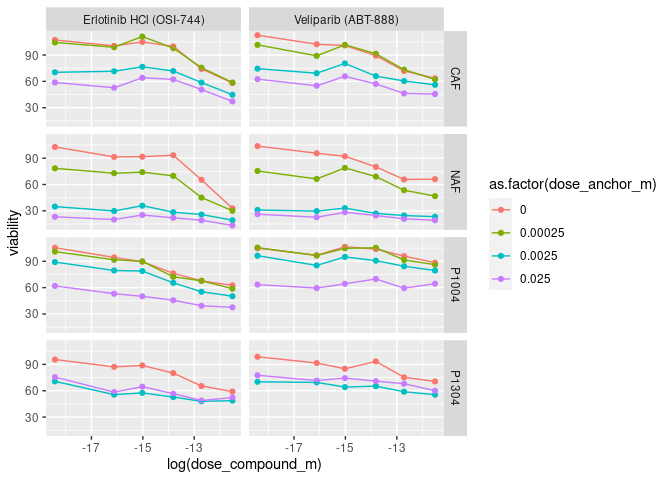 Erlotinib HCl (OSI-744) Veliparib (ABT-888)
90
60
30
CAF
90
60
30
NAF
90
60
30
P1004
90
60
30
P1304
viability
-17 -15 -13 -17 -15 -13
log(dose_compound_m)
as.factor(dose_anchor_m)
0
0.00025
0.0025
0.025